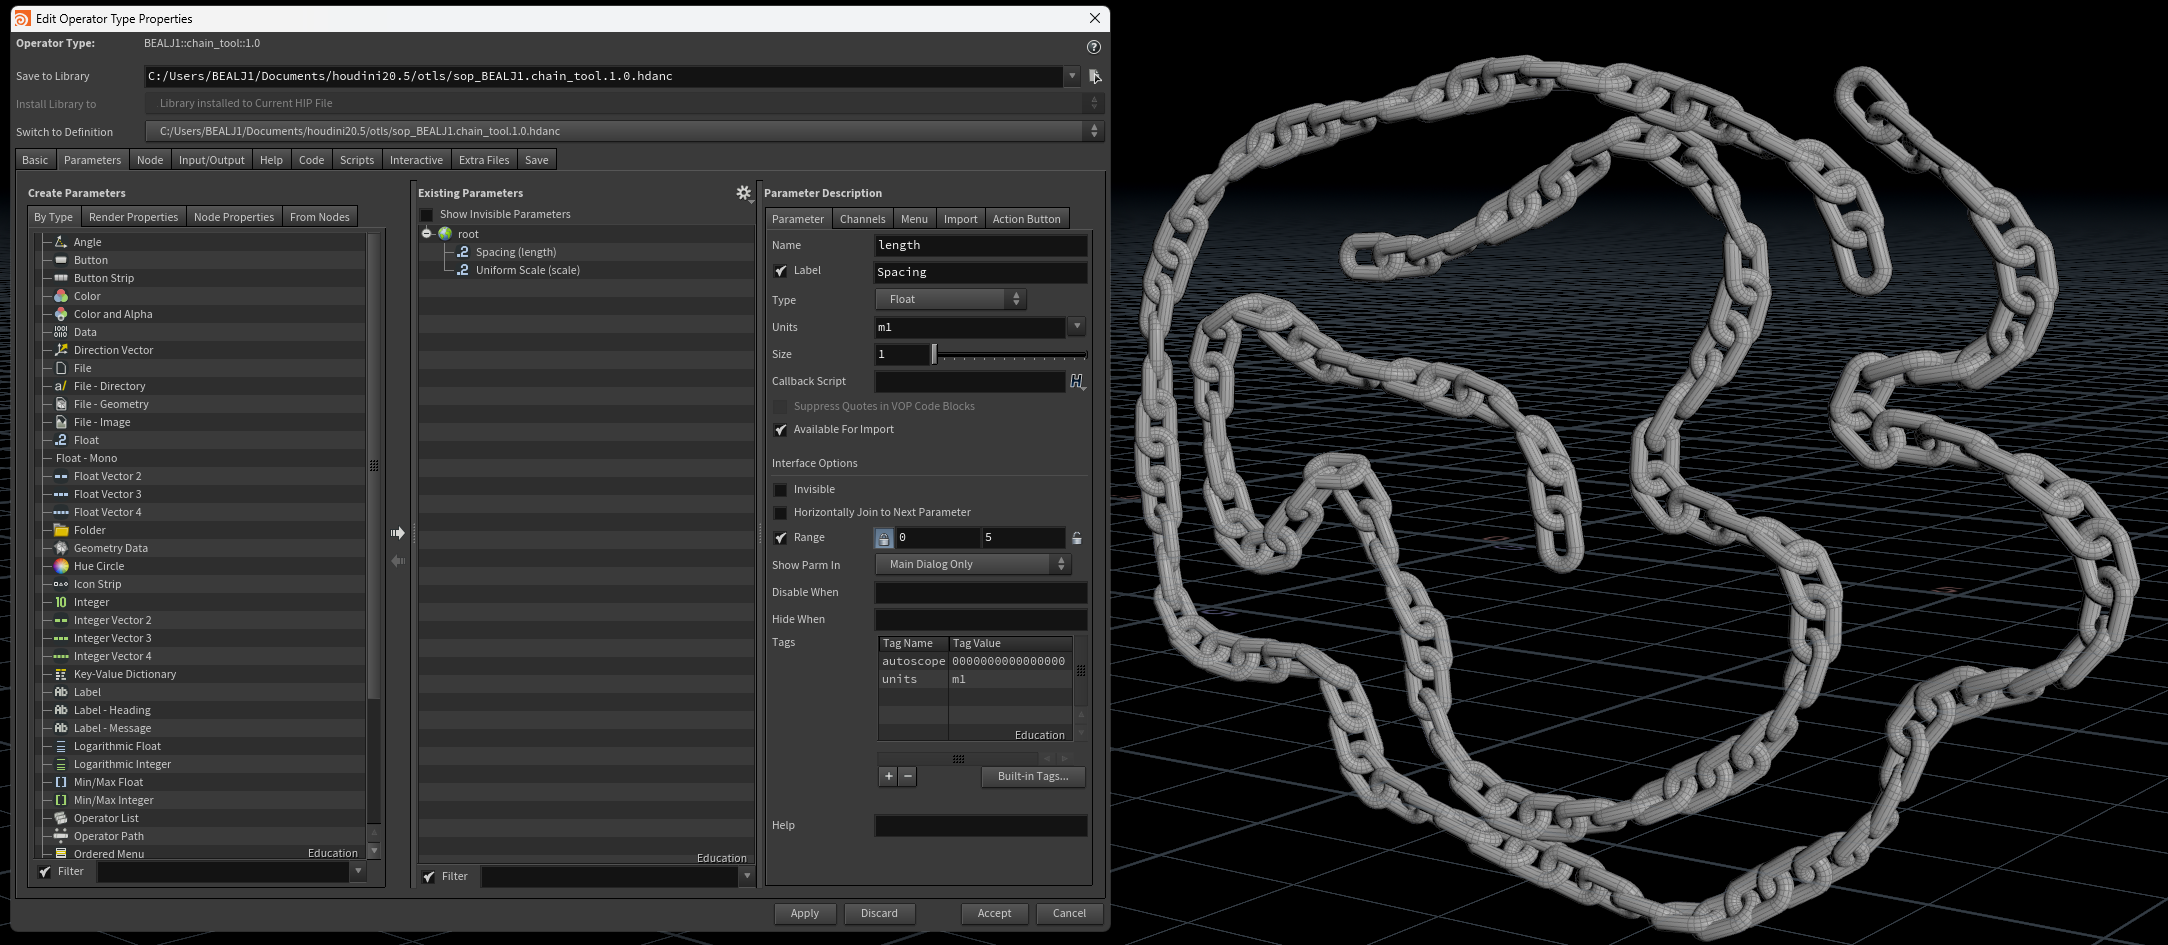 Edit Operator Type Properties
Operator Type: BEALJ1::chain_tool::1.0
Save to Library C:/Users/BEALJ1/Documents/houdini20.5/otls/sop_BEALJ1.chain_tool.1.0.hdanc
Install Library to Library installed to Current HIP File
Switch to Definition C:/Users/BEALJ1/Documents/houdini20.5/otls/sop_BEALJ1.chain_tool.1.0.hdanc
Basic Parameters Node Input/Output Help Code Scripts Interactive Extra Files Save
Create Parameters
By Type Render Properties Node Properties From Nodes
Angle
Button
Button Strip
Color
Color and Alpha
Data
Direction Vector
File
File - Directory
File - Geometry
File - Image
Float
Float - Mono
Float Vector 2
Float Vector 3
Float Vector 4
Folder
Geometry Data
Hue Circle
Icon Strip
Integer
Integer Vector 2
Integer Vector 3
Integer Vector 4
Key-Value Dictionary
Label
Label - Heading
Label - Message
Logarithmic Float
Logarithmic Integer
Min/Max Float
Min/Max Integer
Operator List
Operator Path
Ordered Menu
Education
Filter
Existing Parameters
Show Invisible Parameters
root
Spacing (length)
Uniform Scale (scale)
Education
Filter
Parameter Description
Parameter Channels Menu Import Action Button
Name length
Label Spacing
Type Float
Units m1
Size 1
Callback Script
Suppress Quotes in VOP Code Blocks
Available For Import
Interface Options
Invisible
Horizontally Join to Next Parameter
Range 0 5
Show Parm In Main Dialog Only
Disable When
Hide When
Tags Tag Name Tag Value
autoscope 0000000000000000
units m1
Education
+ - Built-in Tags...
Help
Apply Discard Accept Cancel